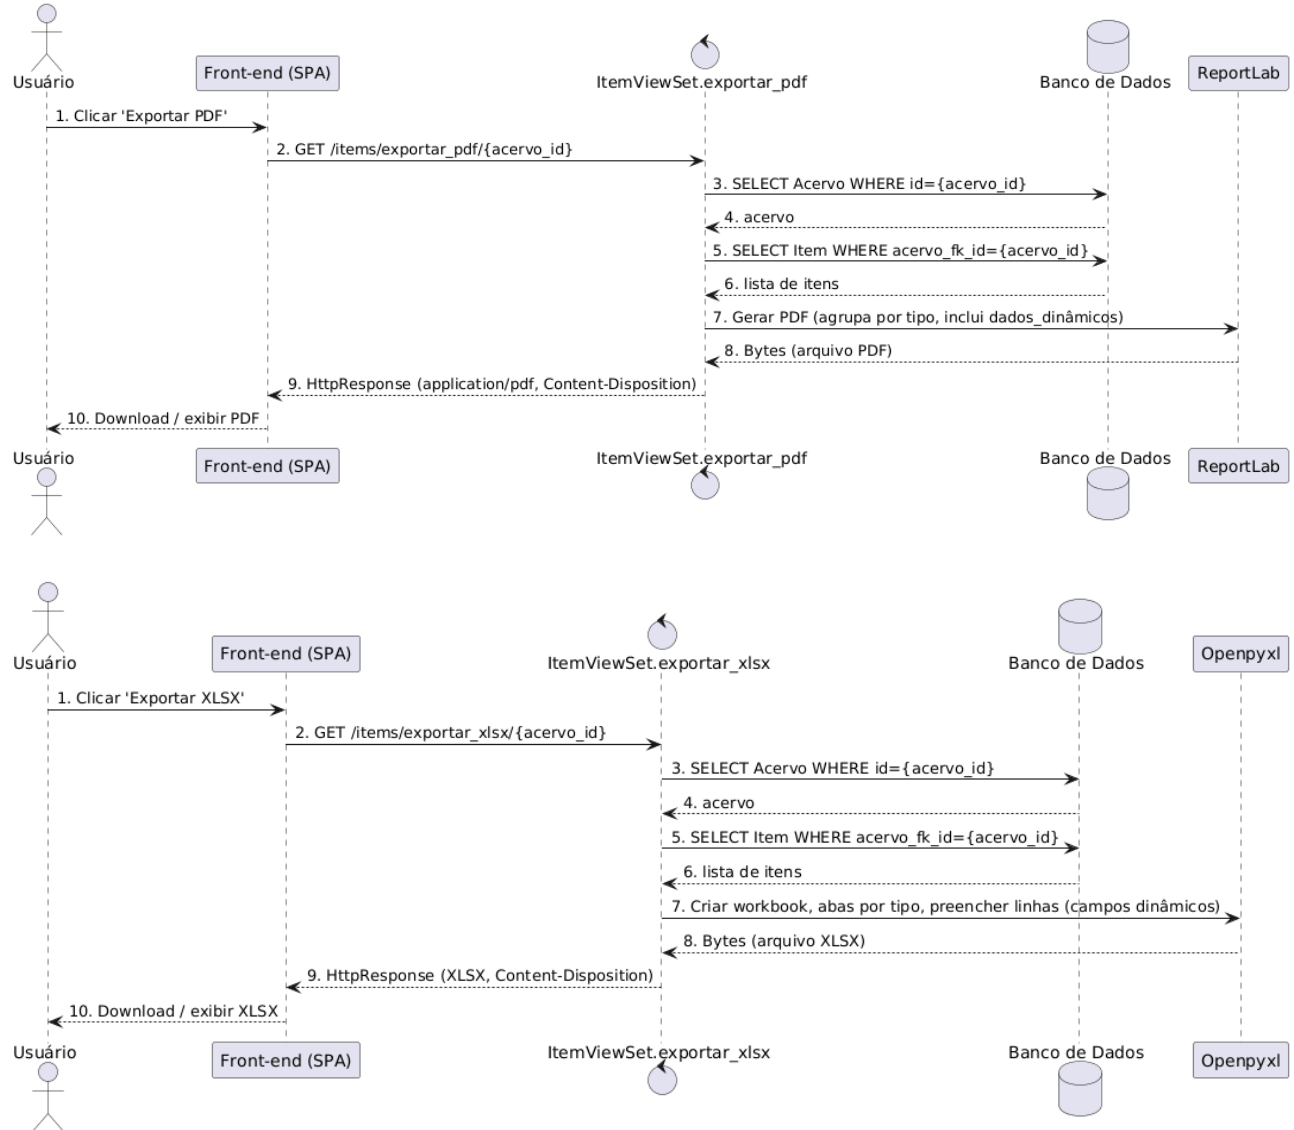 Usuário
Front-end (SPA)
ItemViewSet.exportar_pdf
Banco de Dados
ReportLab
1. Clicar 'Exportar PDF'
2. GET /items/exportar_pdf/{acervo_id}
3. SELECT Acervo WHERE id={acervo_id}
4. acervo
5. SELECT Item WHERE acervo_fk_id={acervo_id}
6. lista de itens
7. Gerar PDF (agrupa por tipo, inclui dados_dinâmicos)
8. Bytes (arquivo PDF)
9. HttpResponse (application/pdf, Content-Disposition)
10. Download / exibir PDF
Usuário
Front-end (SPA)
ItemViewSet.exportar_pdf
Banco de Dados
ReportLab
Usuário
Front-end (SPA)
ItemViewSet.exportar_xlsx
Banco de Dados
Openpyxl
1. Clicar 'Exportar XLSX'
2. GET /items/exportar_xlsx/{acervo_id}
3. SELECT Acervo WHERE id={acervo_id}
4. acervo
5. SELECT Item WHERE acervo_fk_id={acervo_id}
6. lista de itens
7. Criar workbook, abas por tipo, preencher linhas (campos dinâmicos)
8. Bytes (arquivo XLSX)
9. HttpResponse (XLSX, Content-Disposition)
10. Download / exibir XLSX
Usuário
Front-end (SPA)
ItemViewSet.exportar_xlsx
Banco de Dados
Openpyxl